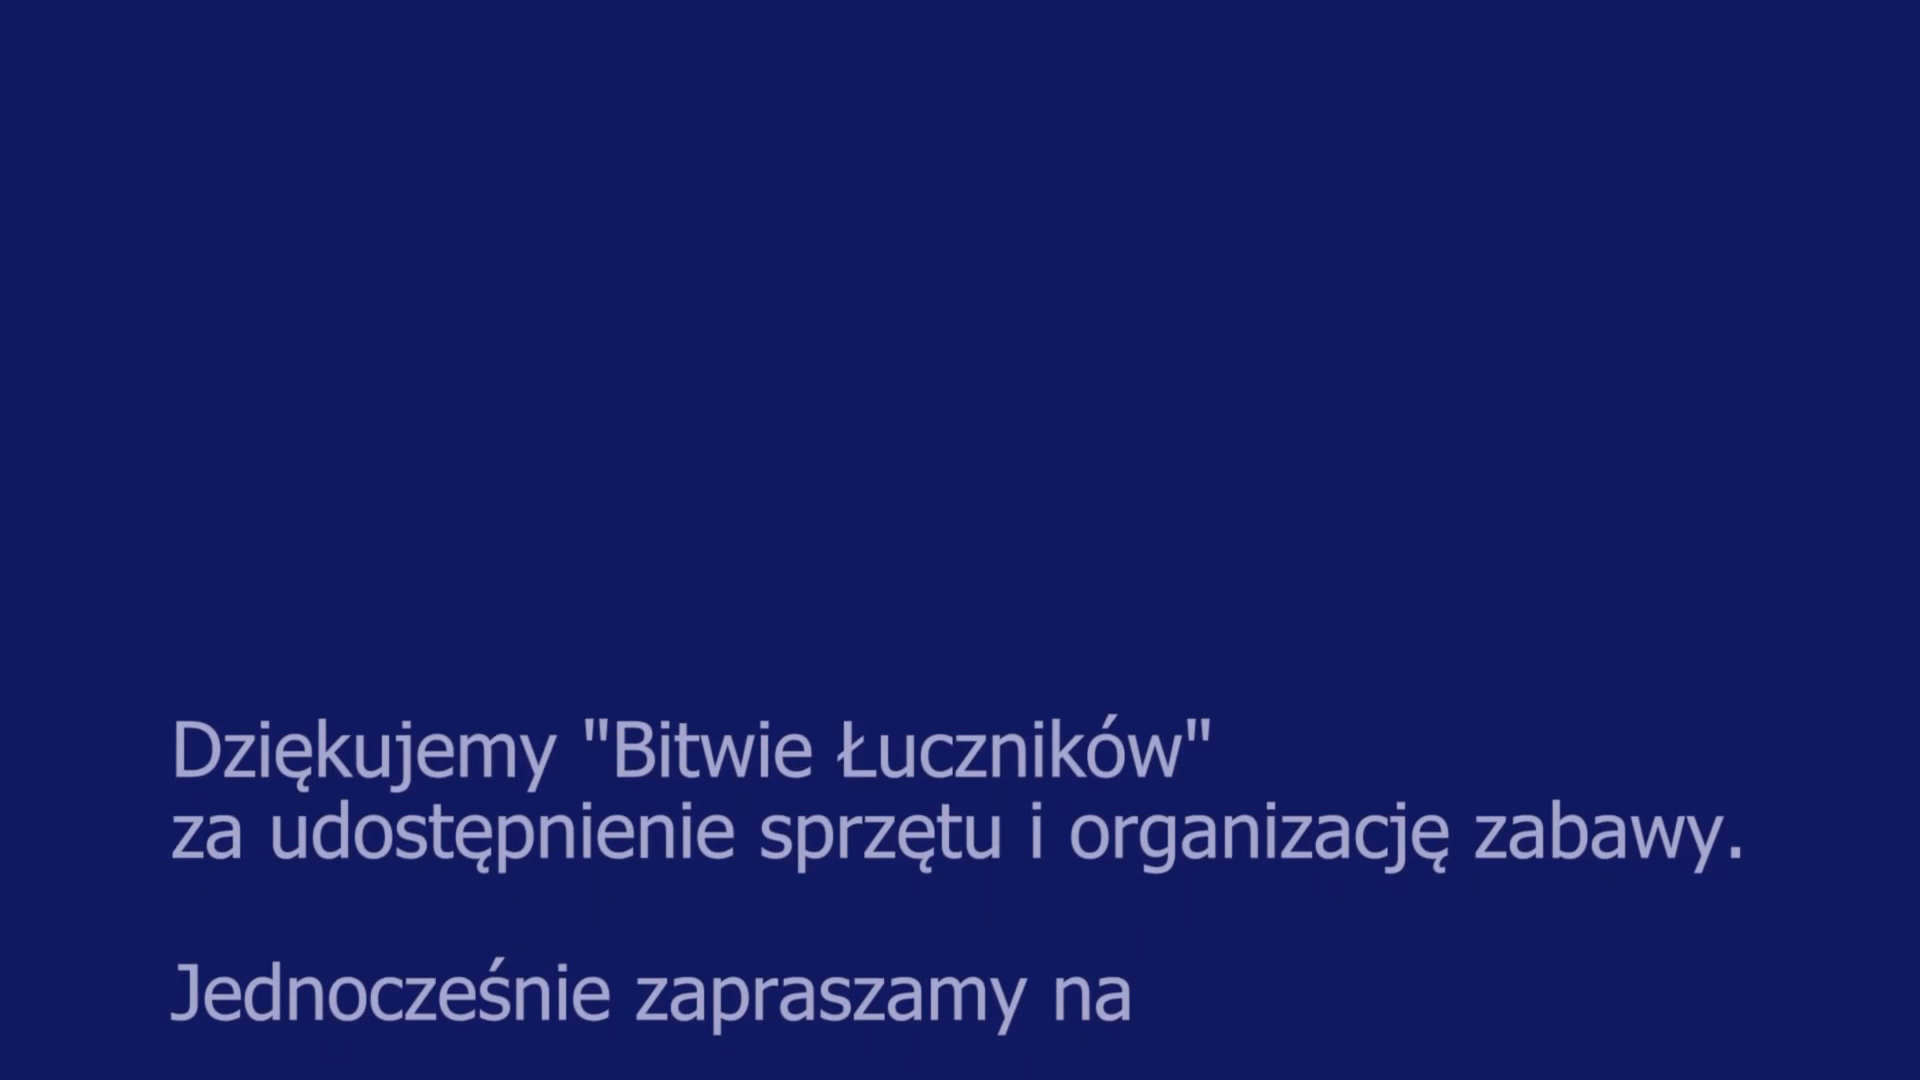 Dziękujemy "Bitwie Łuczników"
za udostępnienie sprzętu i organizację zabawy.
Jednocześnie zapraszamy na